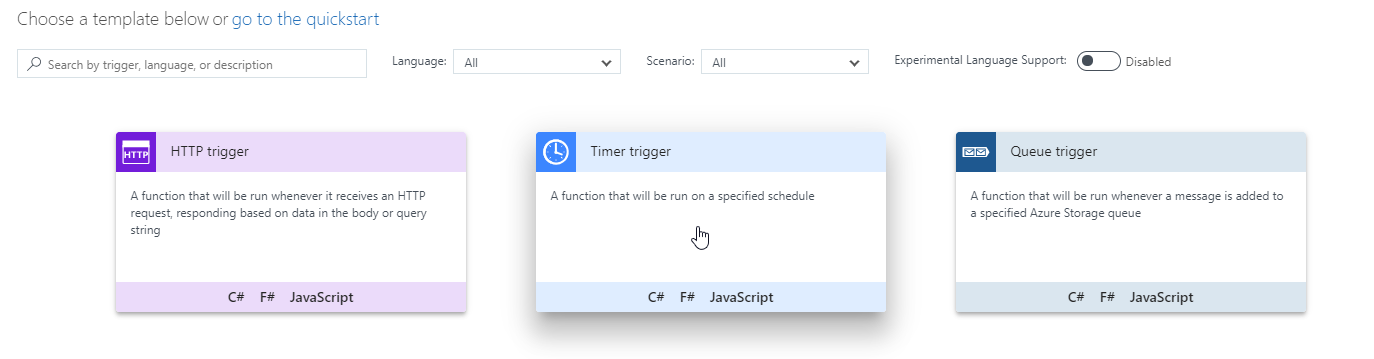 Choose a template below or go to the quickstart
Search by trigger, language, or description
Language: All
Scenario: All
Experimental Language Support: Disabled
HTTP
HTTP trigger
A function that will be run whenever it receives an HTTP
request, responding based on data in the body or query
string
C# F# JavaScript
Timer trigger
A function that will be run on a specified schedule
C# F# JavaScript
Queue trigger
A function that will be run whenever a message is added to
a specified Azure Storage queue
C# F# JavaScript